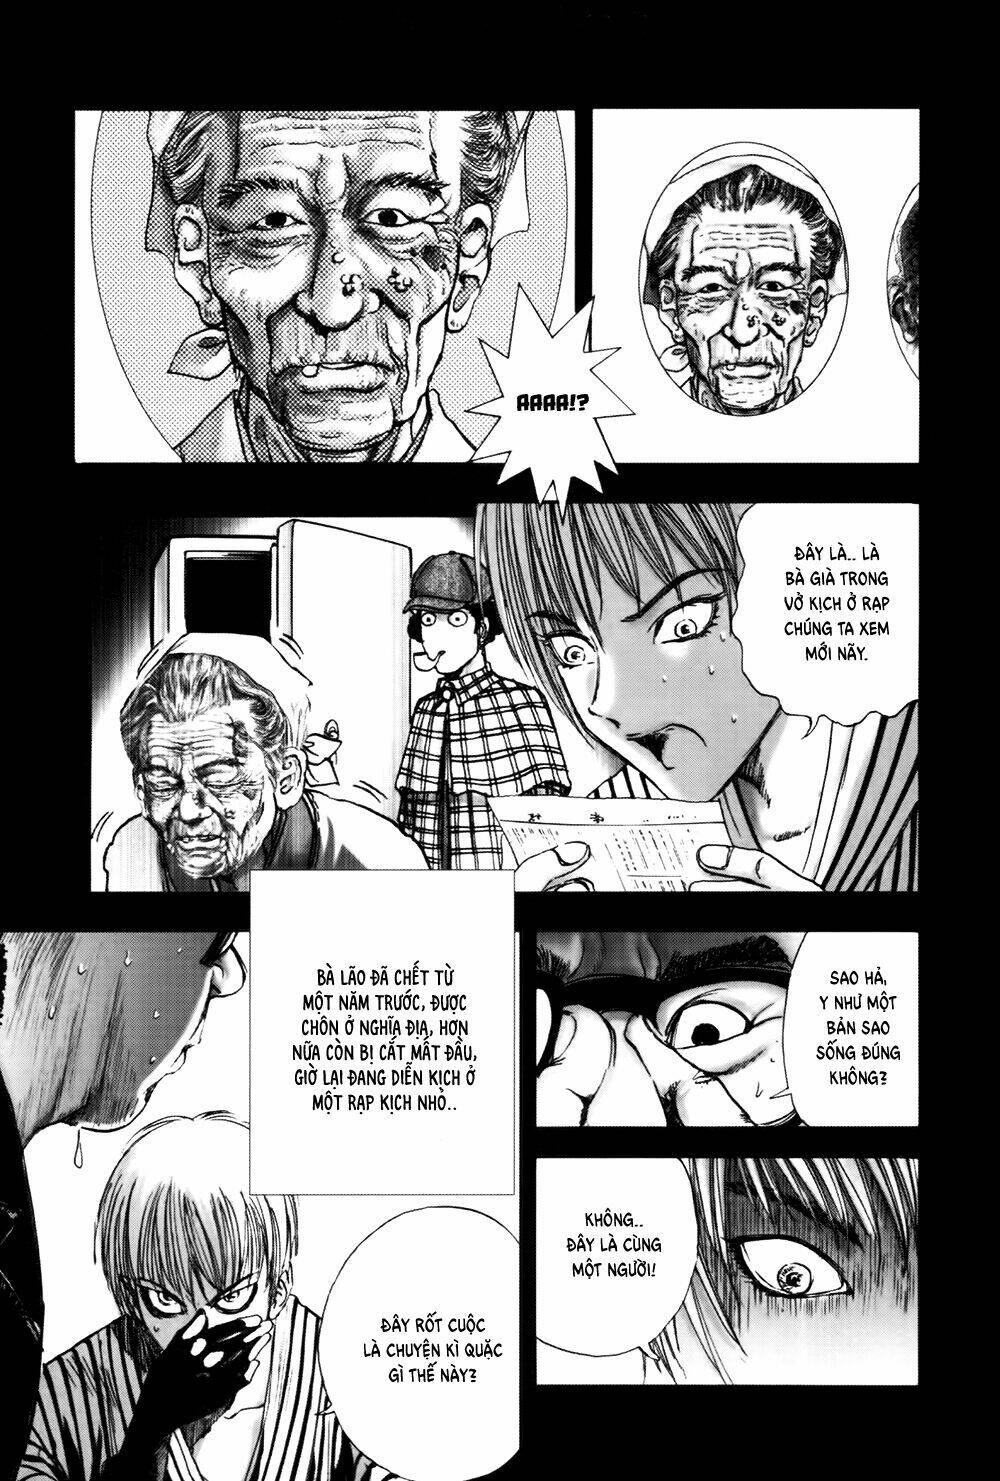 AAAA!?
ĐÂY LÀ.. LÀ
BÀ GIÀ TRONG
VỞ KỊCH Ở RẠP
CHÚNG TA XEM
MỚI NÃY.
SAO HẢ,
Y NHƯ MỘT
BẢN SAO
SỐNG ĐÚNG
KHÔNG?
BÀ LÃO ĐÃ CHẾT TỪ
MỘT NĂM TRƯỚC, ĐƯỢC
CHÔN Ở NGHĨA ĐỊA, HƠN
NỮA CÒN BỊ CẮT MẤT ĐẦU,
GIỜ LẠI ĐANG DIỄN KỊCH Ở
MỘT RẠP KỊCH NHỎ..
KHÔNG..
ĐÂY LÀ CÙNG
MỘT NGƯỜI!
ĐÂY RỐT CUỘC
LÀ CHUYỆN KÌ QUẶC
GÌ THẾ NÀY?